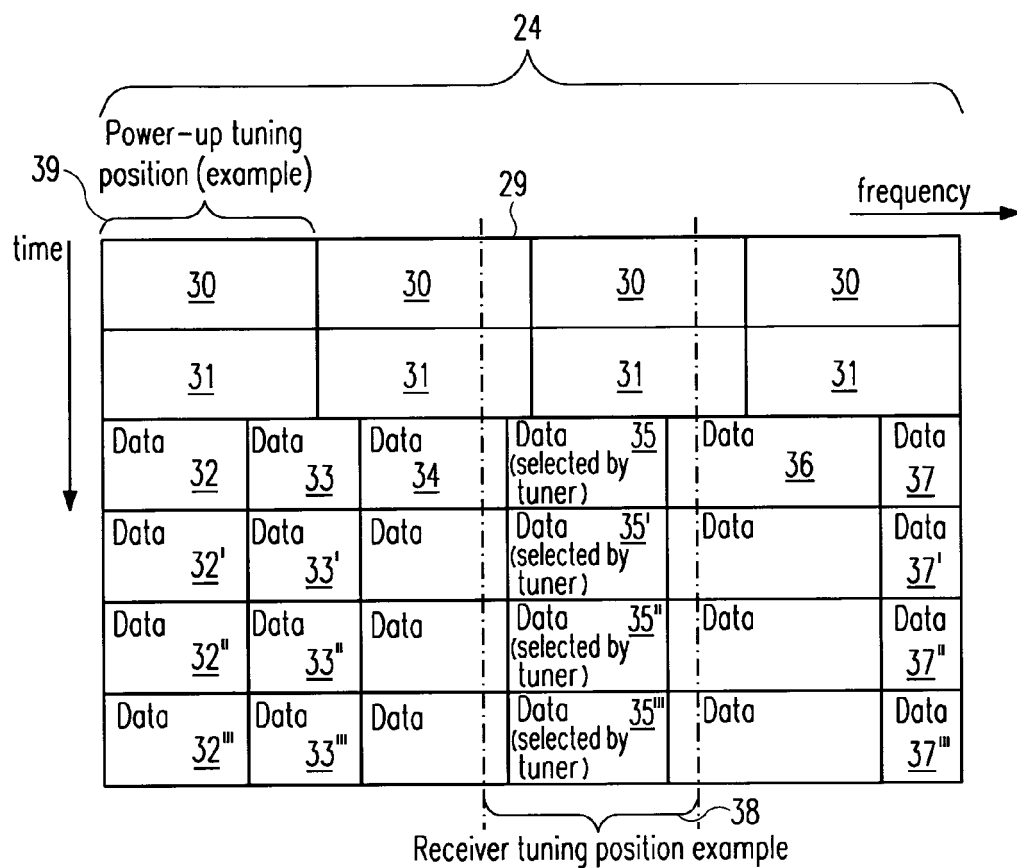 24
Power-up tuning
position (example)
39
29
frequency
time
30 30 30 30
31 31 31 31
Data 32 Data 33 Data 34 Data 35 (selected by tuner) Data 36 Data 37
Data 32' Data 33' Data Data 35' (selected by tuner) Data Data 37'
Data 32'' Data 33'' Data Data 35'' (selected by tuner) Data Data 37''
Data 32''' Data 33''' Data Data 35''' (selected by tuner) Data Data 37'''
38
Receiver tuning position example